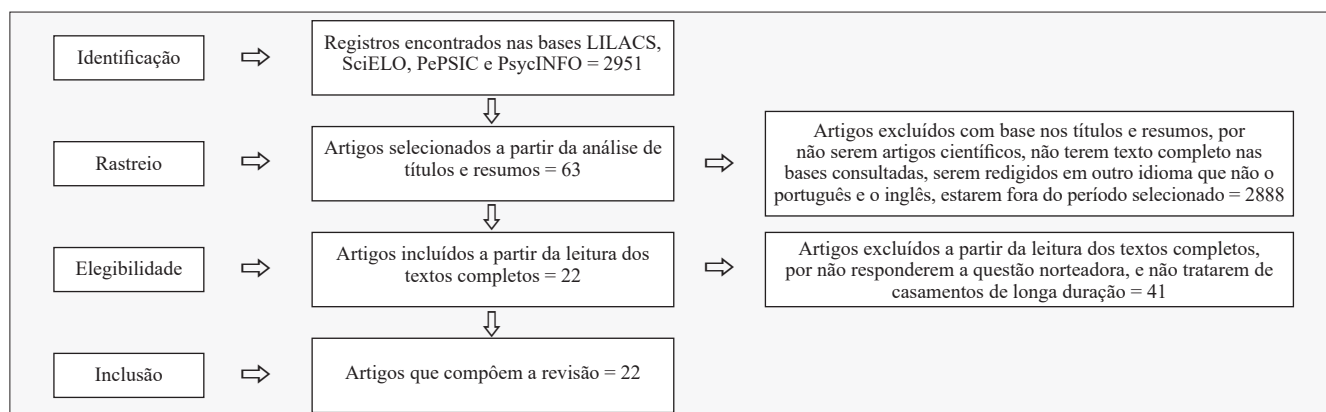 Identificação
Registros encontrados nas bases LILACS,
SciELO, PePSIC e PsycINFO = 2951
Rastreio
Artigos selecionados a partir da análise de
títulos e resumos = 63
Artigos excluídos com base nos títulos e resumos, por
não serem artigos científicos, não terem texto completo nas
bases consultadas, serem redigidos em outro idioma que não o
português e o inglês, estarem fora do período selecionado = 2888
Elegibilidade
Artigos incluídos a partir da leitura dos
textos completos = 22
Artigos excluídos a partir da leitura dos textos completos,
por não responderem a questão norteadora, e não tratarem de
casamentos de longa duração = 41
Inclusão
Artigos que compõem a revisão = 22